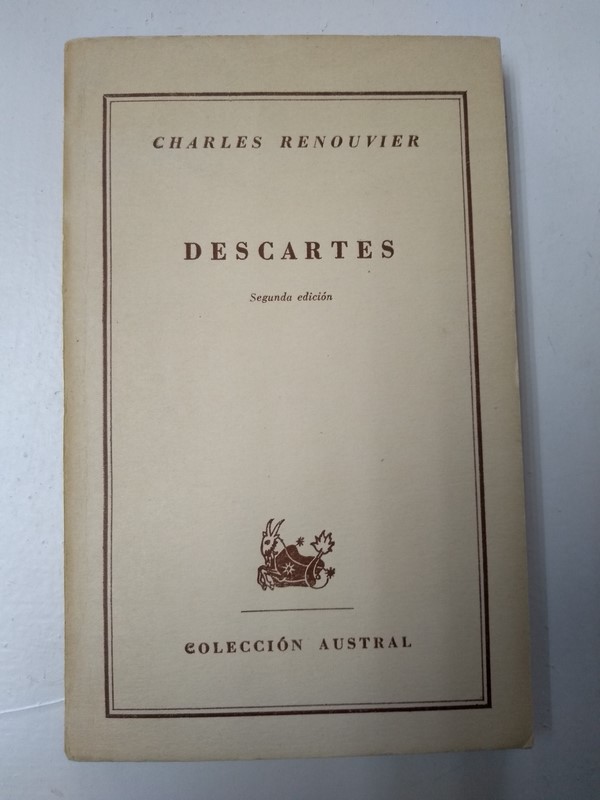 CHARLES RENOUVIER
DESCARTES
Segunda edición
COLECCIÓN AUSTRAL